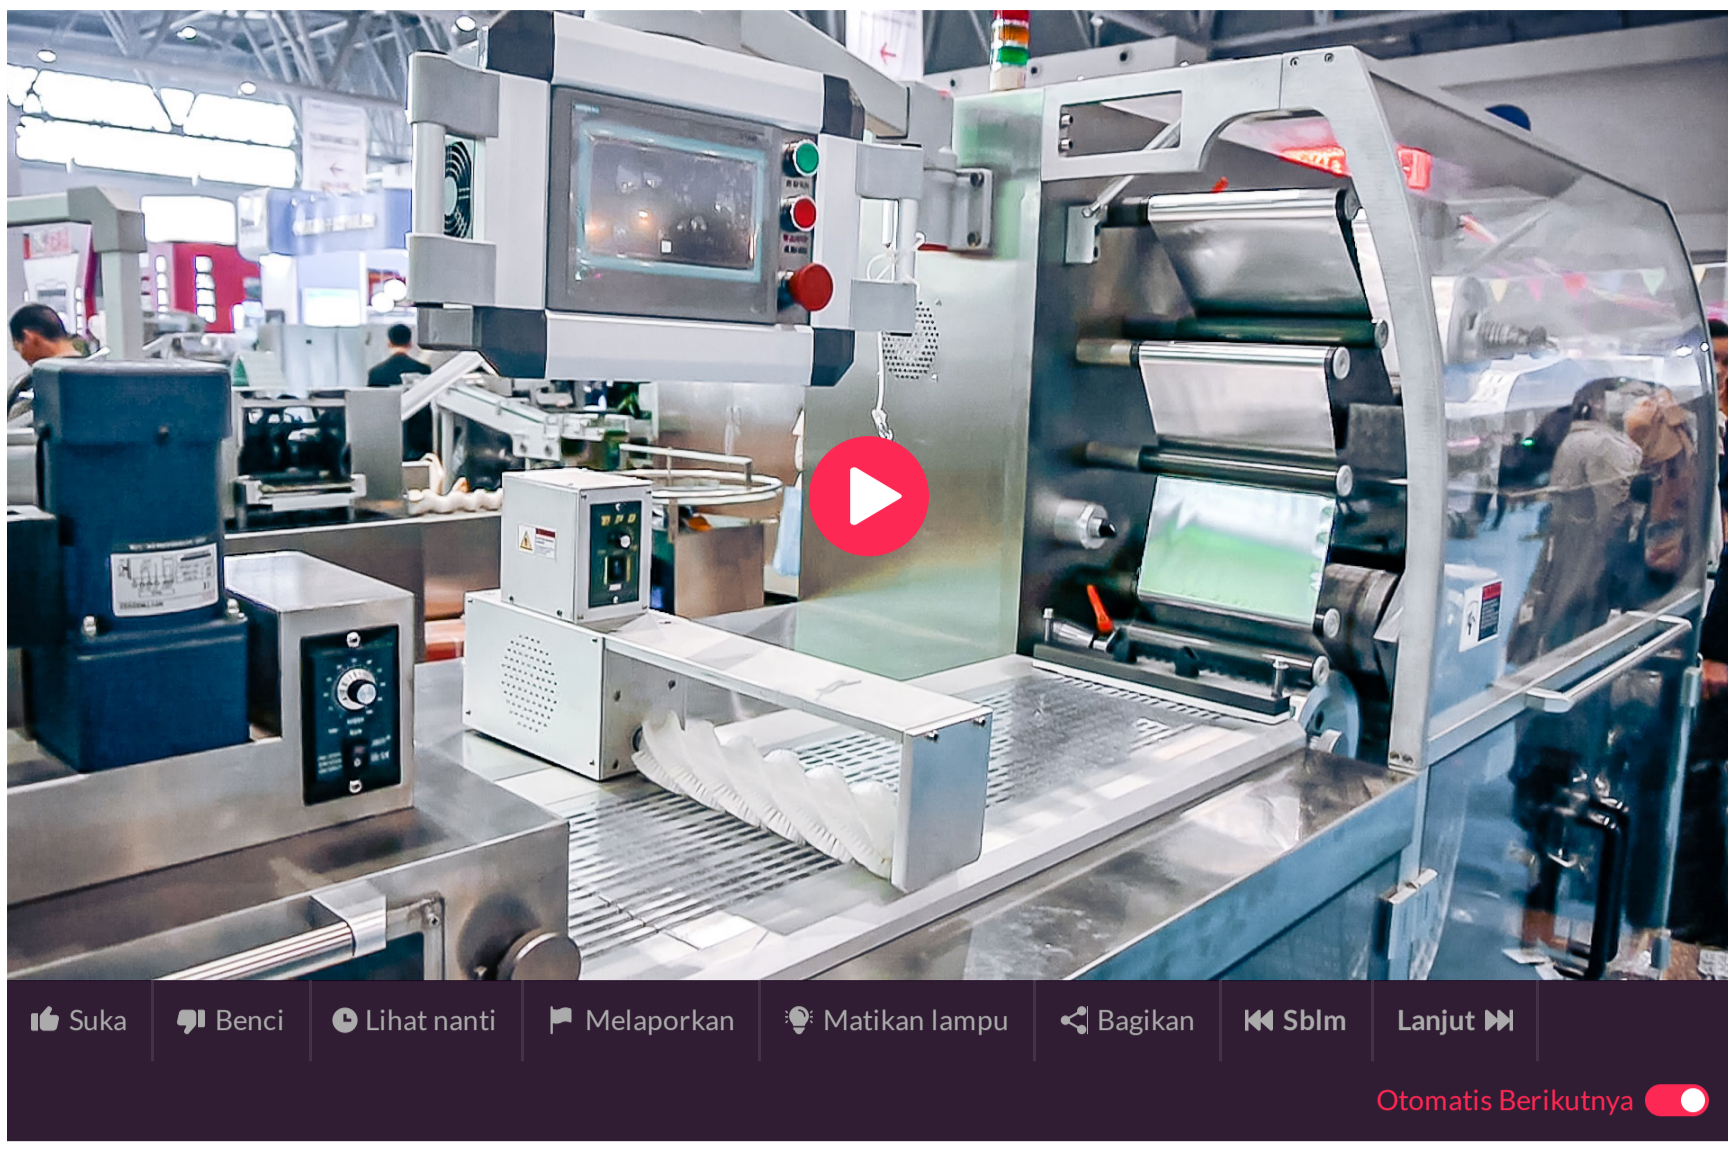 Suka
Benci
Lihat nanti
Melaporkan
Matikan lampu
Bagikan
Sblm
Lanjut
Otomatis Berikutnya